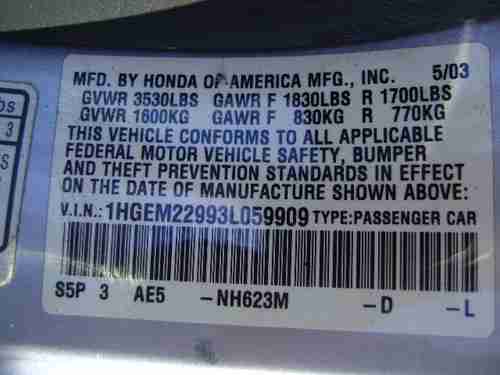 MFD. BY HONDA OF AMERICA MFG., INC. 5/03
GVWR 3530LBS GAWR F 1830LBS R 1700LBS
GVWR 1600KG GAWR F 830KG R 770KG
THIS VEHICLE CONFORMS TO ALL APPLICABLE
FEDERAL MOTOR VEHICLE SAFETY, BUMPER
AND THEFT PREVENTION STANDARDS IN EFFECT
ON THE DATE OF MANUFACTURE SHOWN ABOVE:
V.I.N.: 1HGEM22993L059909 TYPE:PASSENGER CAR
S5P 3 AE5 -NH623M -D -L
bs
3
S